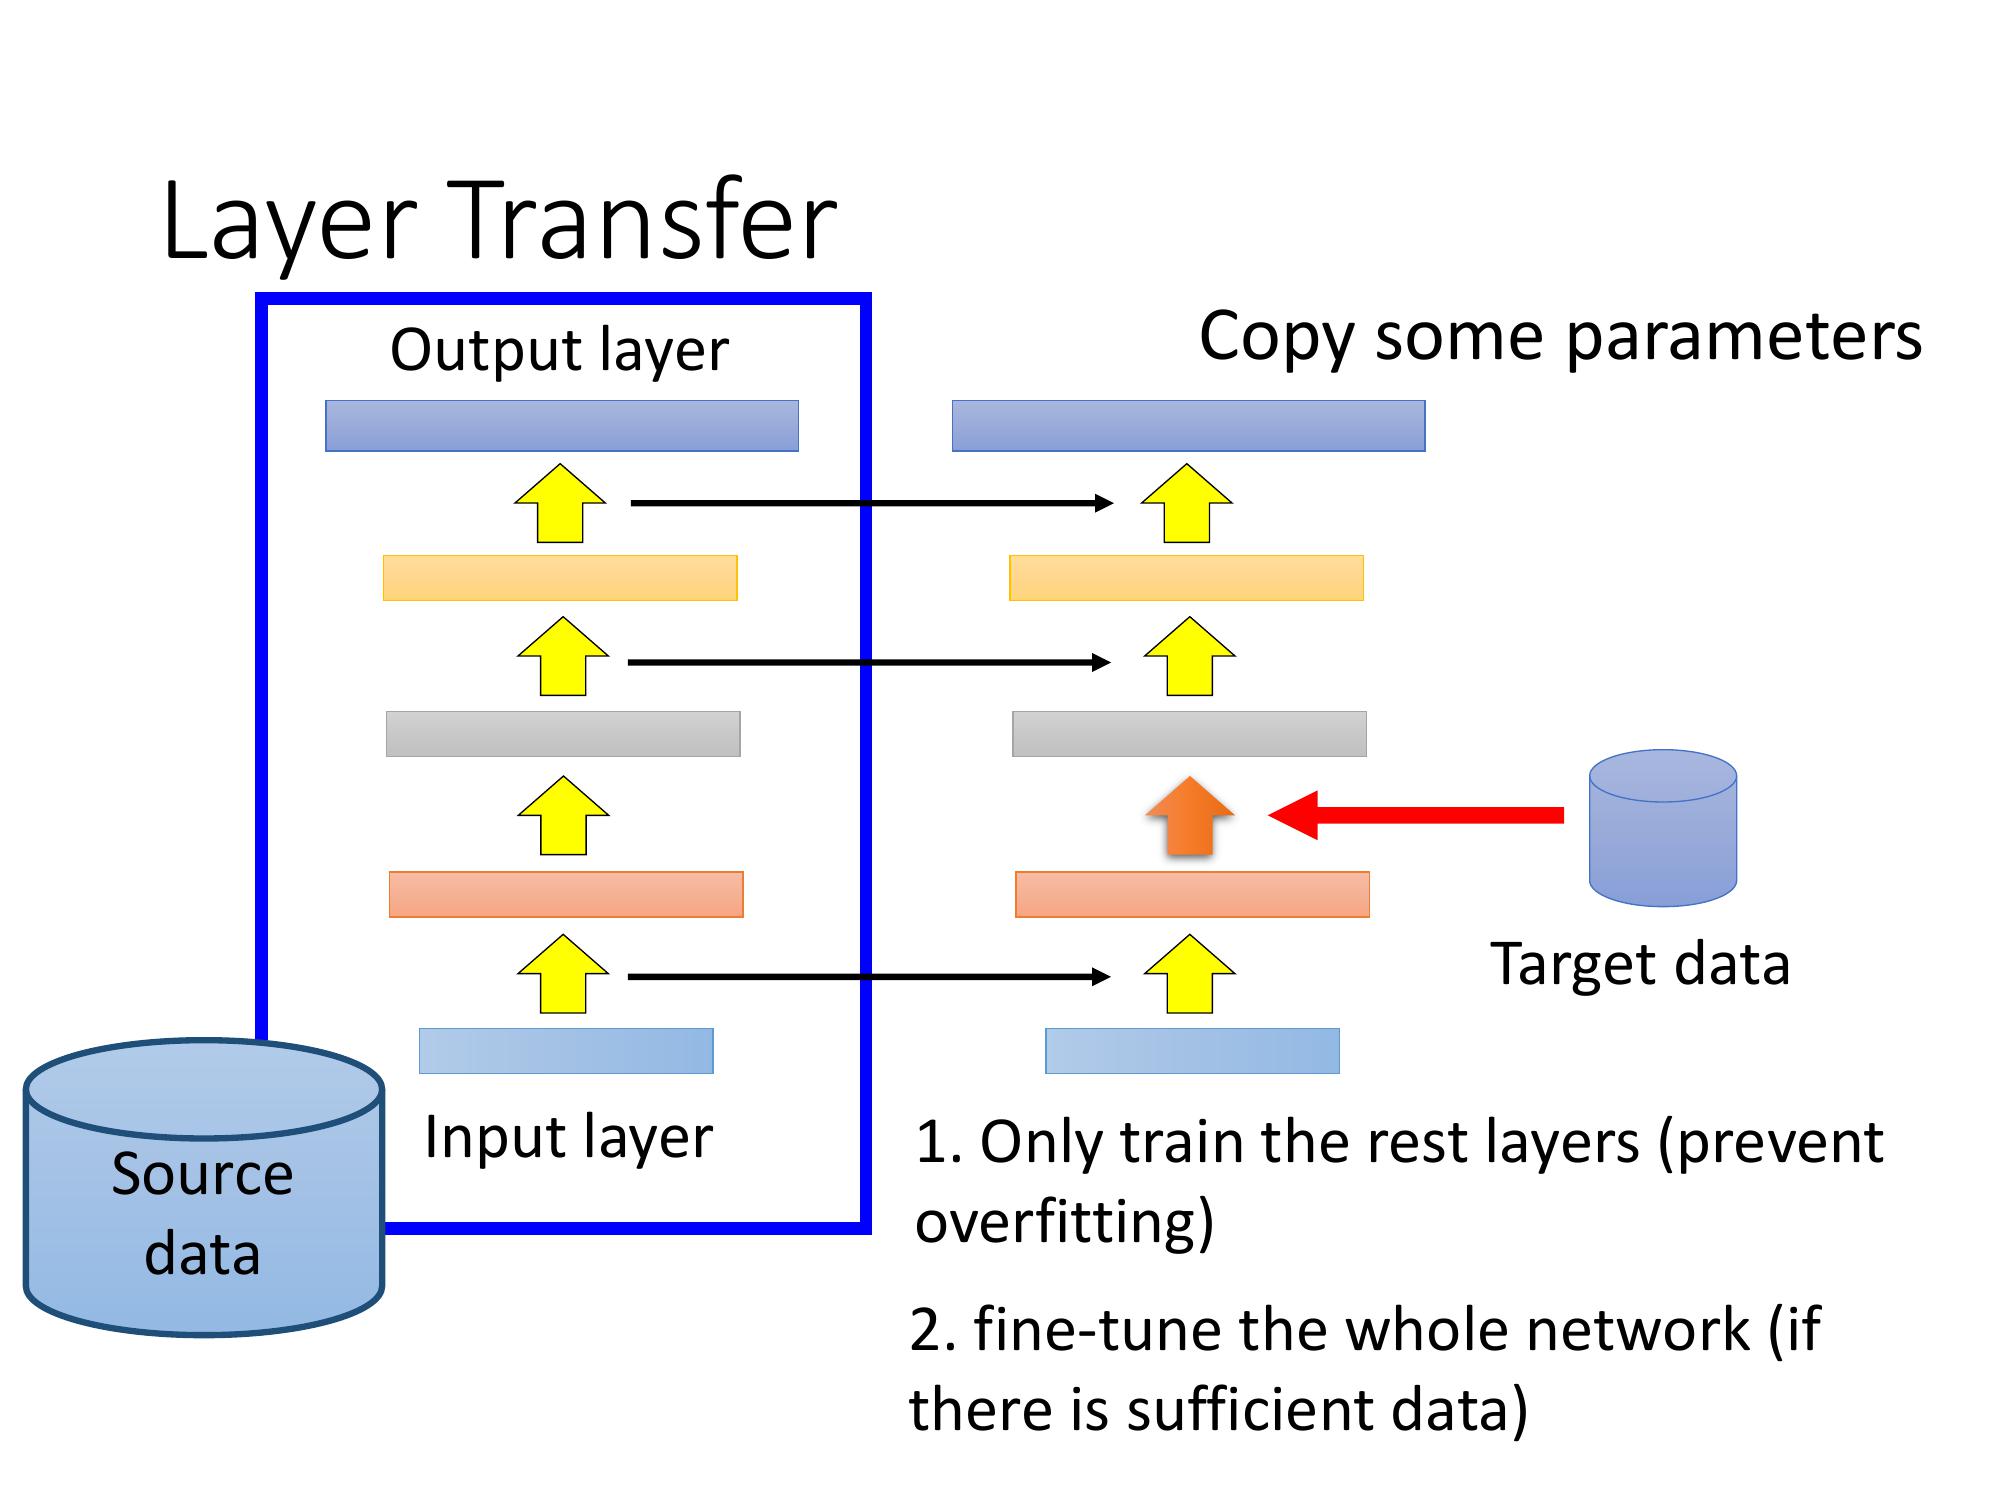 Layer Transfer
Output layer
Copy some parameters
Target data
Input layer
Source
data
1. Only train the rest layers (prevent
overfitting)
2. fine-tune the whole network (if
there is sufficient data)